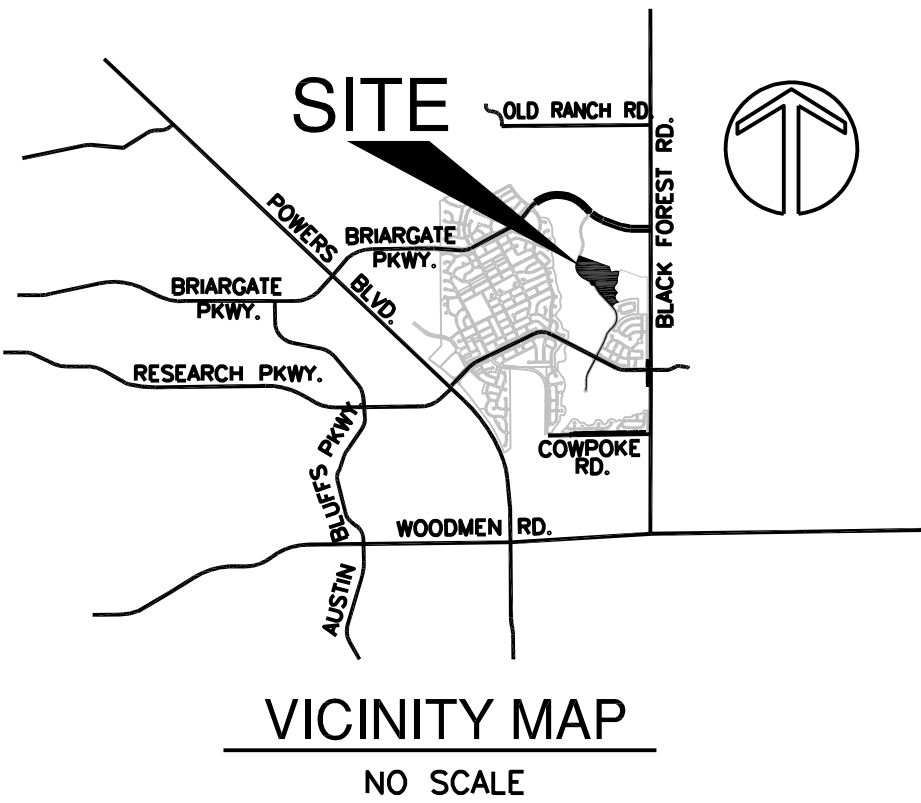 SITE
OLD RANCH RD.
BLACK FOREST RD.
POWERS
BLVD.
BRIARGATE
PKWY.
BRIARGATE
PKWY.
RESEARCH PKWY.
COWPOKE
RD.
AUSTIN BLUFFS PKWY.
WOODMEN RD.
VICINITY MAP
NO SCALE